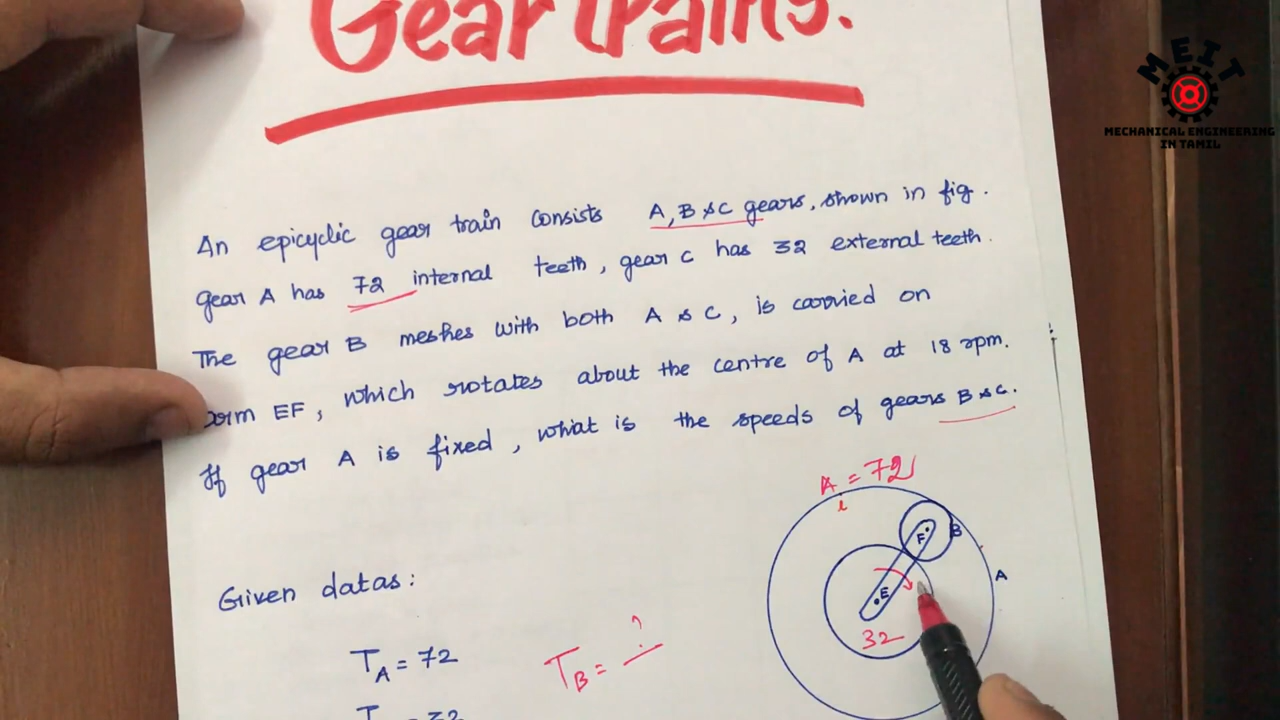 Gear trains.
MEIT
MECHANICAL ENGINEERING
IN TAMIL
An epicyclic gear train consists A, B & C gears, shown in fig.
gear A has 72 internal teeth, gear C has 32 external teeth.
The gear B meshes with both A & C, is carried on
arm EF, which rotates about the centre of A at 18 rpm.
If gear A is fixed, what is the speeds of gears B & C.
A = 72
i
F
B
A
E
32
Given datas:
T_A = 72
T_B = ?